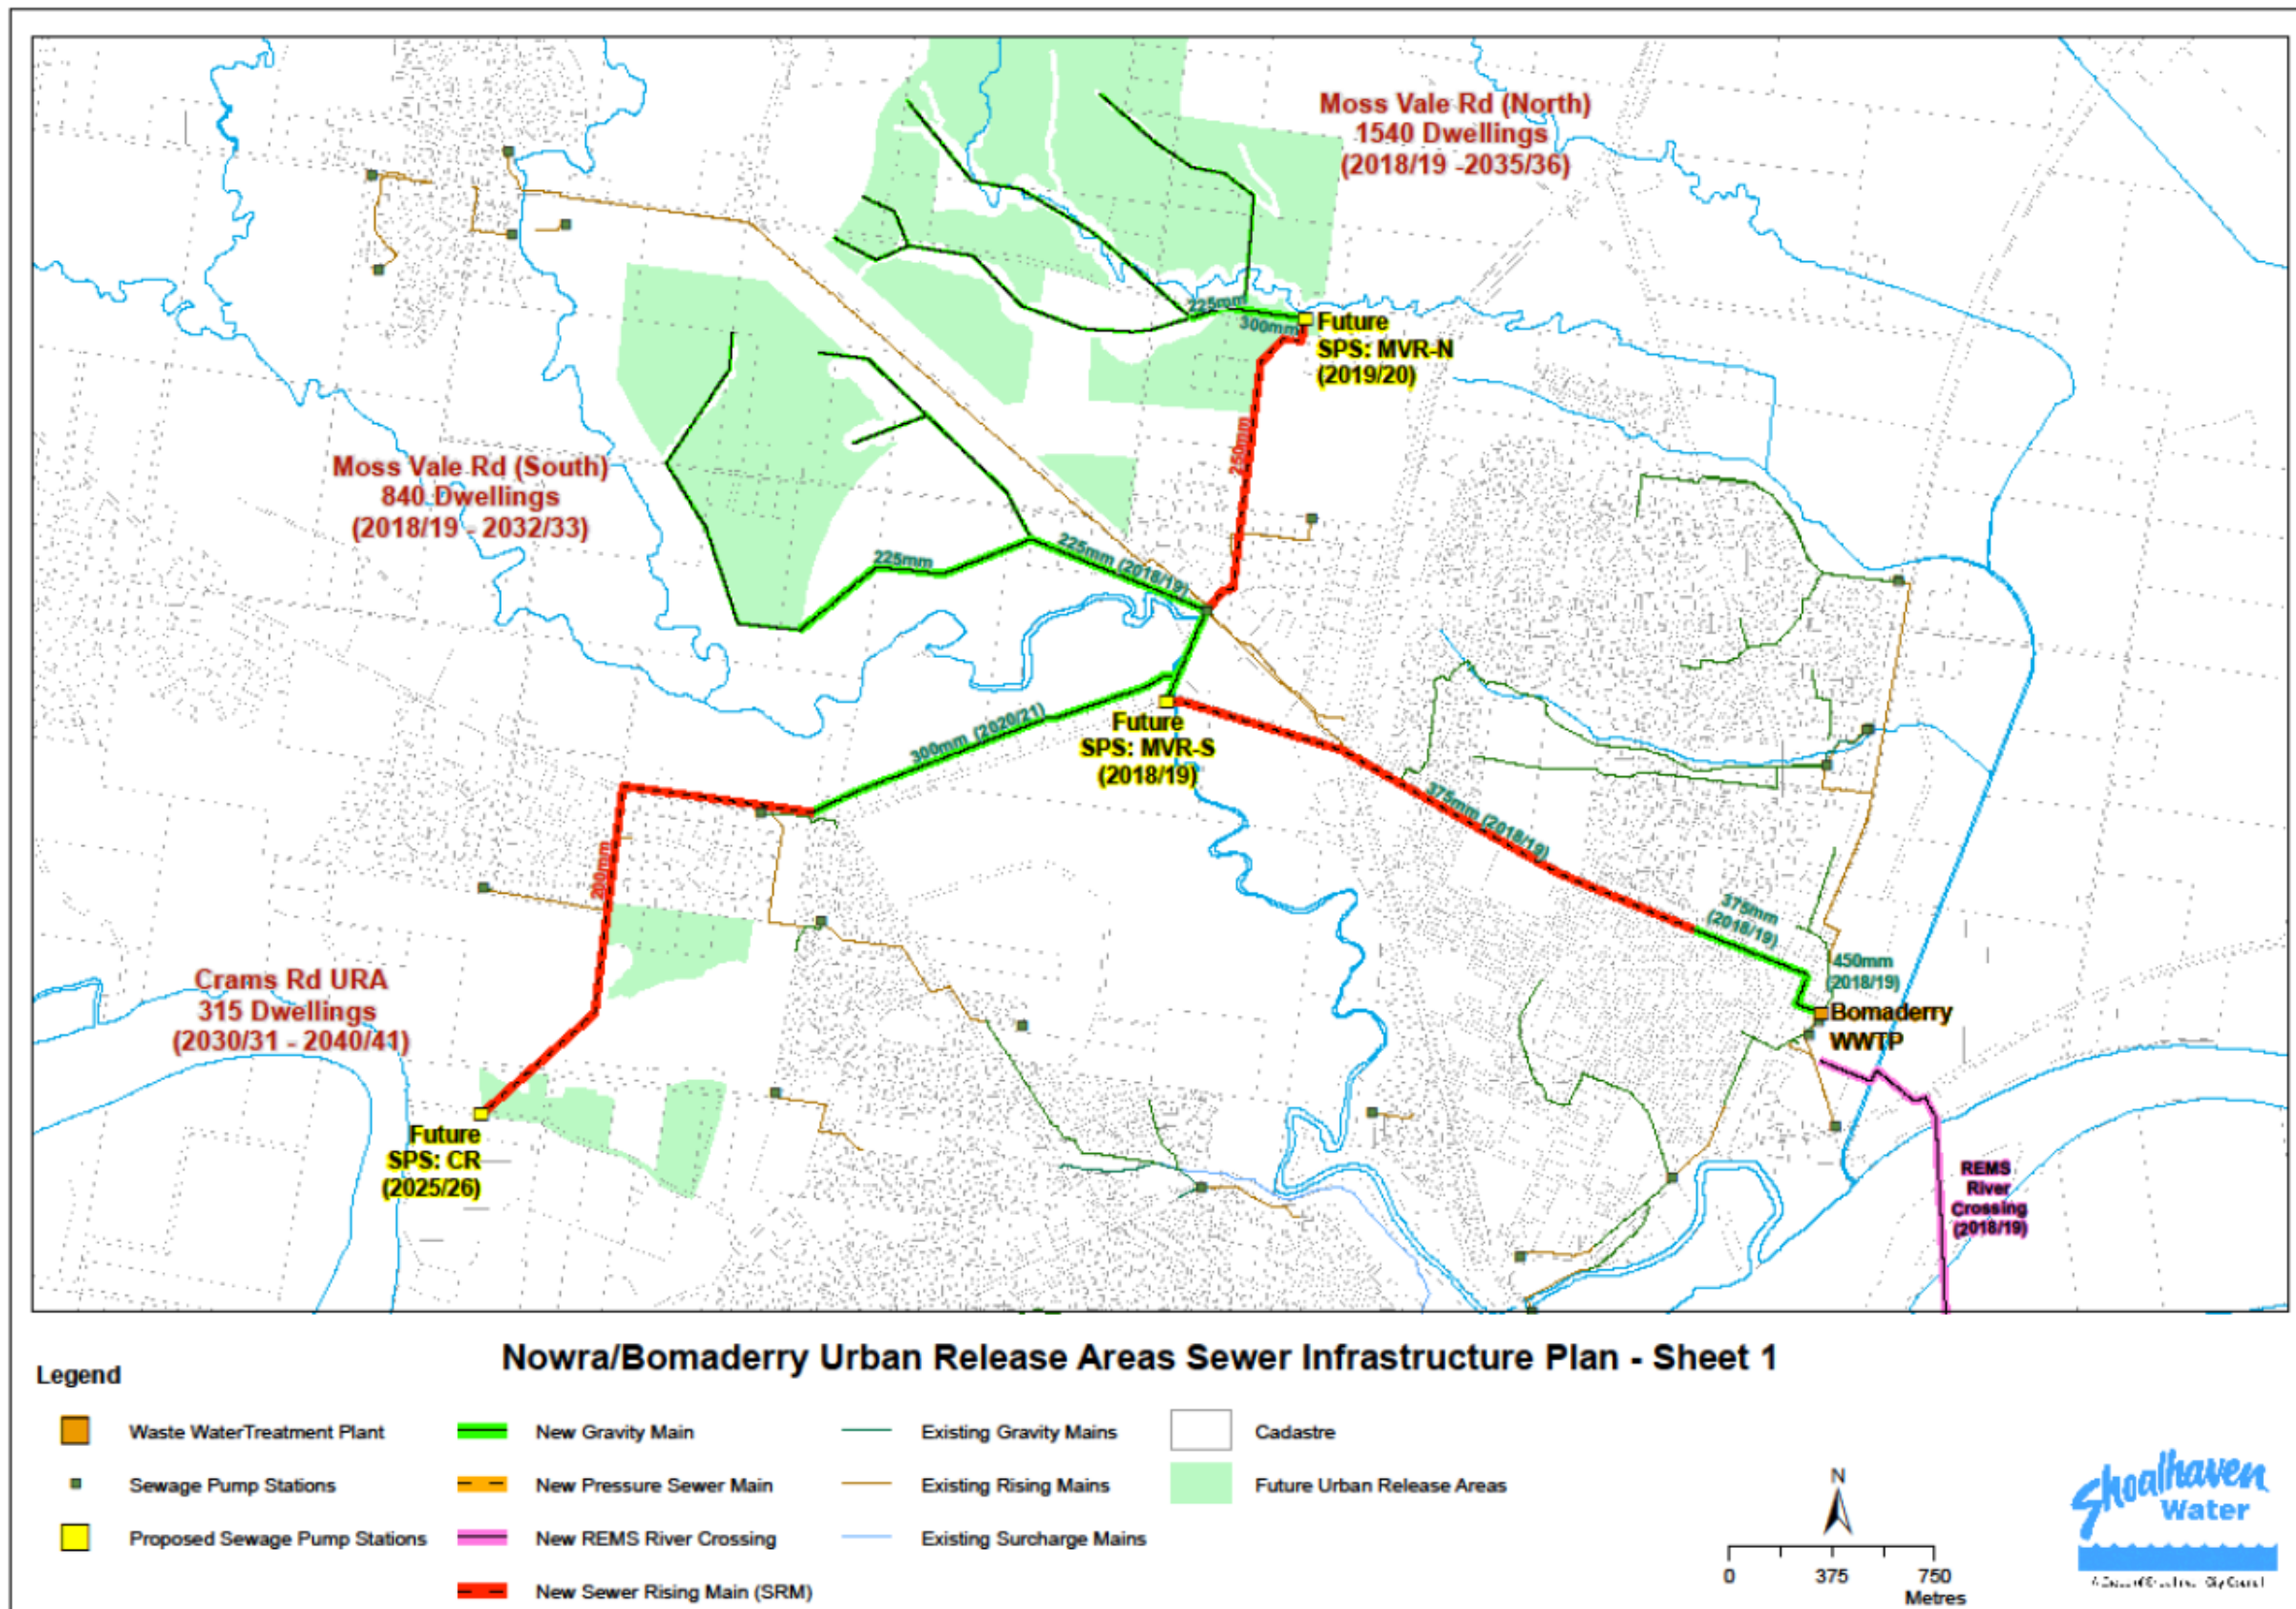 Moss Vale Rd (North)
1540 Dwellings
(2018/19 -2035/36)
225mm
300mm
Future
SPS: MVR-N
(2019/20)
250mm
Moss Vale Rd (South)
840 Dwellings
(2018/19 - 2032/33)
225mm
225mm (2018/19)
300mm (2020/21)
Future
SPS: MVR-S
(2018/19)
375mm (2018/19)
200mm
375mm
(2018/19)
450mm
(2018/19)
Crams Rd URA
315 Dwellings
(2030/31 - 2040/41)
Bomaderry
WWTP
Future
SPS: CR
(2025/26)
REMS
River
Crossing
(2018/19)
Nowra/Bomaderry Urban Release Areas Sewer Infrastructure Plan - Sheet 1
Legend
Waste WaterTreatment Plant
New Gravity Main
Existing Gravity Mains
Cadastre
Sewage Pump Stations
New Pressure Sewer Main
Existing Rising Mains
Future Urban Release Areas
Proposed Sewage Pump Stations
New REMS River Crossing
Existing Surcharge Mains
New Sewer Rising Main (SRM)
N
0 375 750
Metres
Shoalhaven
Water